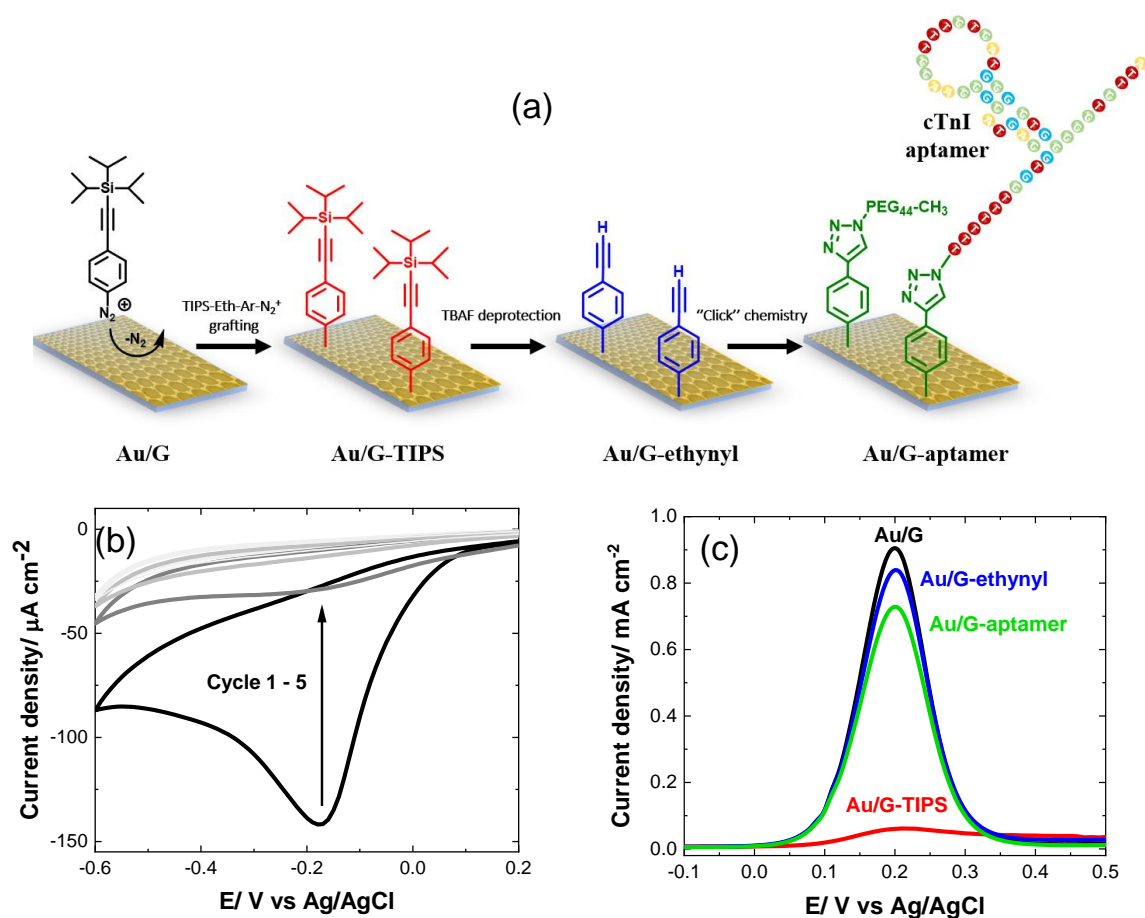 (a)
cTnI
aptamer
Si
N₂
⊕
-N₂
TIPS-Eth-Ar-N₂⁺
grafting
Si
Si
TBAF deprotection
H
H
"Click" chemistry
PEG₄₄-CH₃
N
N
N
N
N
N
T T T T T T
Au/G
Au/G-TIPS
Au/G-ethynyl
Au/G-aptamer
(b)
0
-50
-100
-150
Current density/ µA cm⁻²
Cycle 1 - 5
-0.6
-0.4
-0.2
0.0
0.2
E/ V vs Ag/AgCl
(c)
1.0
0.8
0.6
0.4
0.2
0.0
Current density/ mA cm⁻²
Au/G
Au/G-ethynyl
Au/G-aptamer
Au/G-TIPS
-0.1
0.0
0.1
0.2
0.3
0.4
0.5
E/ V vs Ag/AgCl